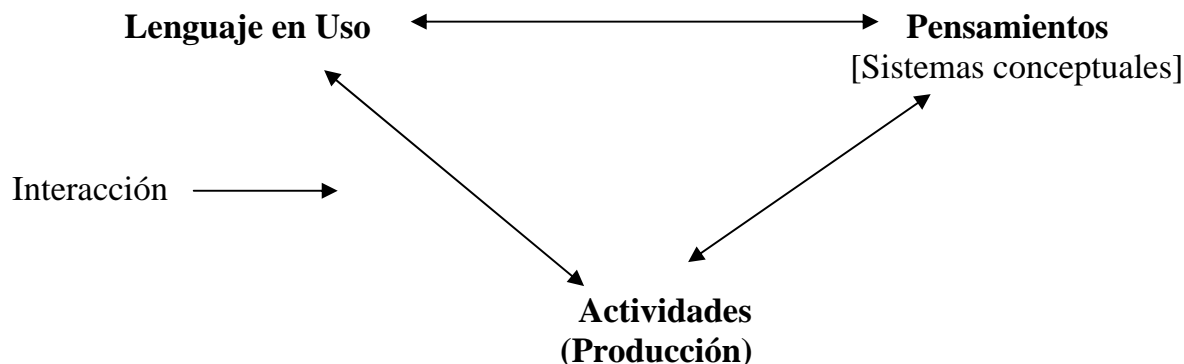 Lenguaje en Uso
Pensamientos
[Sistemas conceptuales]
Interacción
Actividades
(Producción)